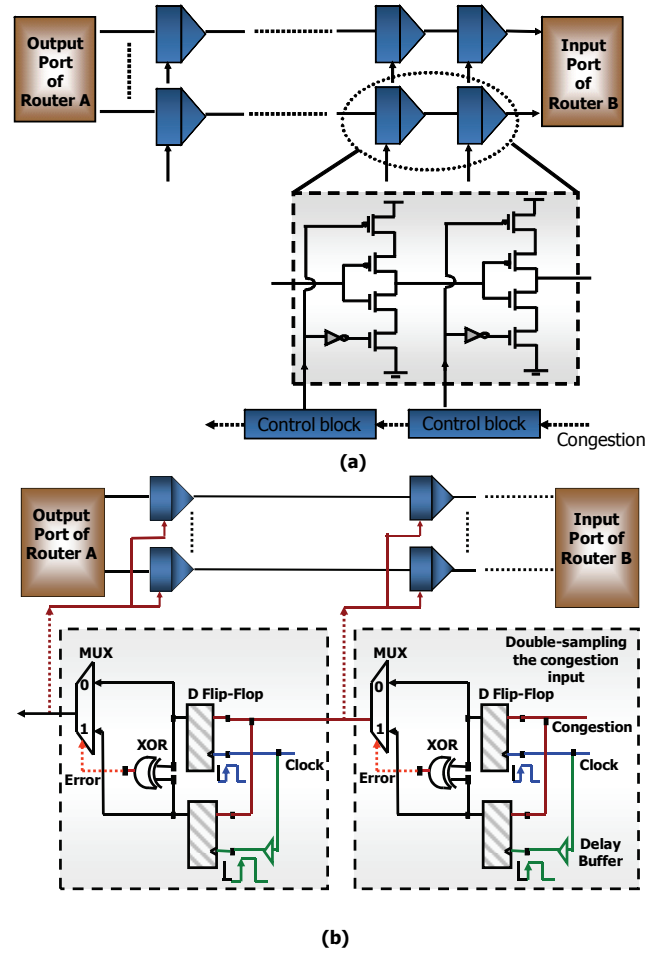 Output
Port of
Router A
Input
Port
of
Router B
Control block
Control block
Congestion
(a)
Output
Port of
Router A
Input
Port of
Router B
MUX
0
1
D Flip-Flop
XOR
Error
Clock
Double-sampling
the congestion
input
MUX
0
1
D Flip-Flop
Congestion
XOR
Error
Clock
Delay
Buffer
(b)